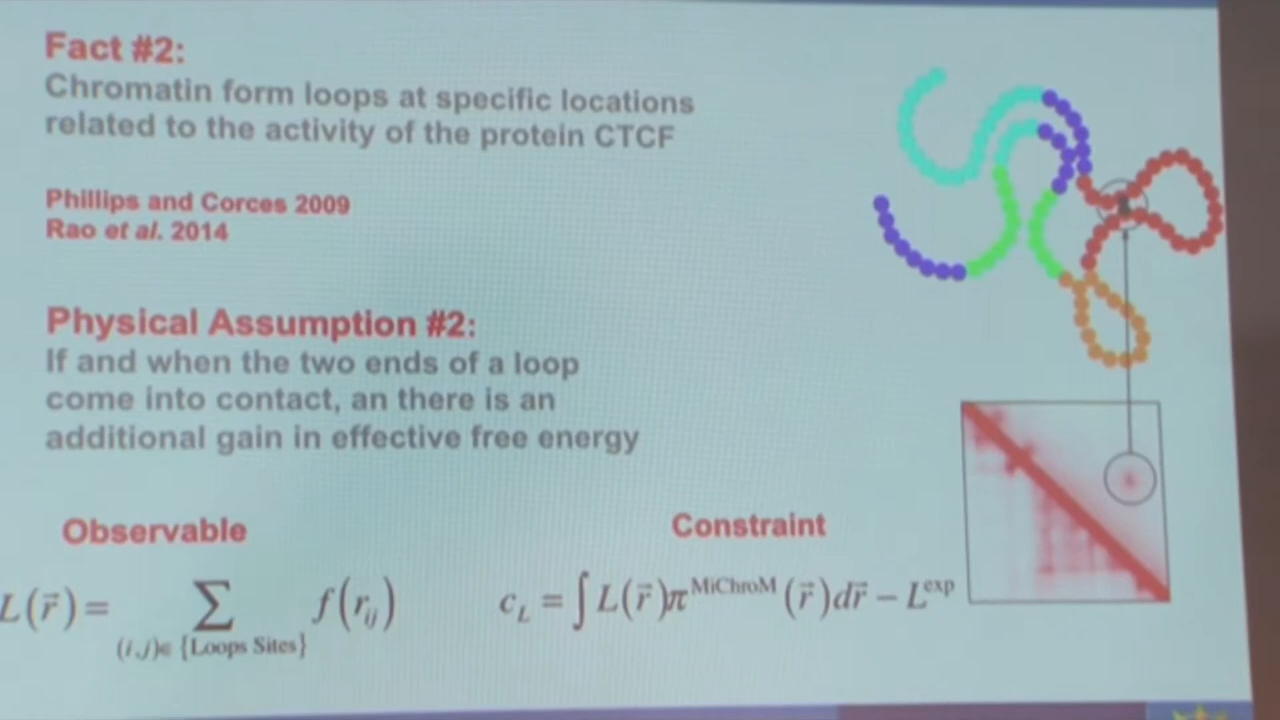 Fact #2:
Chromatin form loops at specific locations
related to the activity of the protein CTCF
Phillips and Corces 2009
Rao et al. 2014
Physical Assumption #2:
If and when the two ends of a loop
come into contact, an there is an
additional gain in effective free energy
Observable
Constraint
L(r⃗) = ∑ f(r_ij)
(i,j)∈ {Loops Sites}
c_L = ∫ L(r⃗)π^MiChroM (r⃗)dr⃗ − L^exp